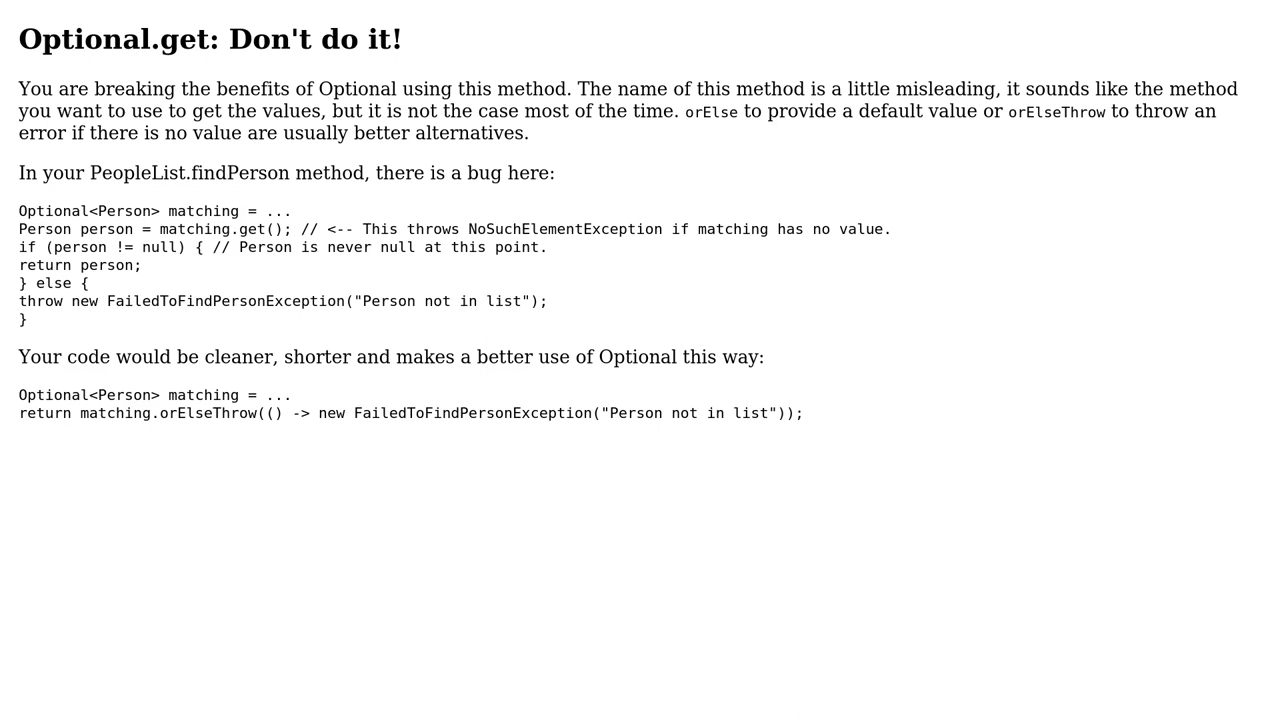 Optional.get: Don't do it!
You are breaking the benefits of Optional using this method. The name of this method is a little misleading, it sounds like the method
you want to use to get the values, but it is not the case most of the time. orElse to provide a default value or orElseThrow to throw an
error if there is no value are usually better alternatives.
In your PeopleList.findPerson method, there is a bug here:
Optional<Person> matching = ...
Person person = matching.get(); // <-- This throws NoSuchElementException if matching has no value.
if (person != null) { // Person is never null at this point.
return person;
} else {
throw new FailedToFindPersonException("Person not in list");
}
Your code would be cleaner, shorter and makes a better use of Optional this way:
Optional<Person> matching = ...
return matching.orElseThrow(() -> new FailedToFindPersonException("Person not in list"));